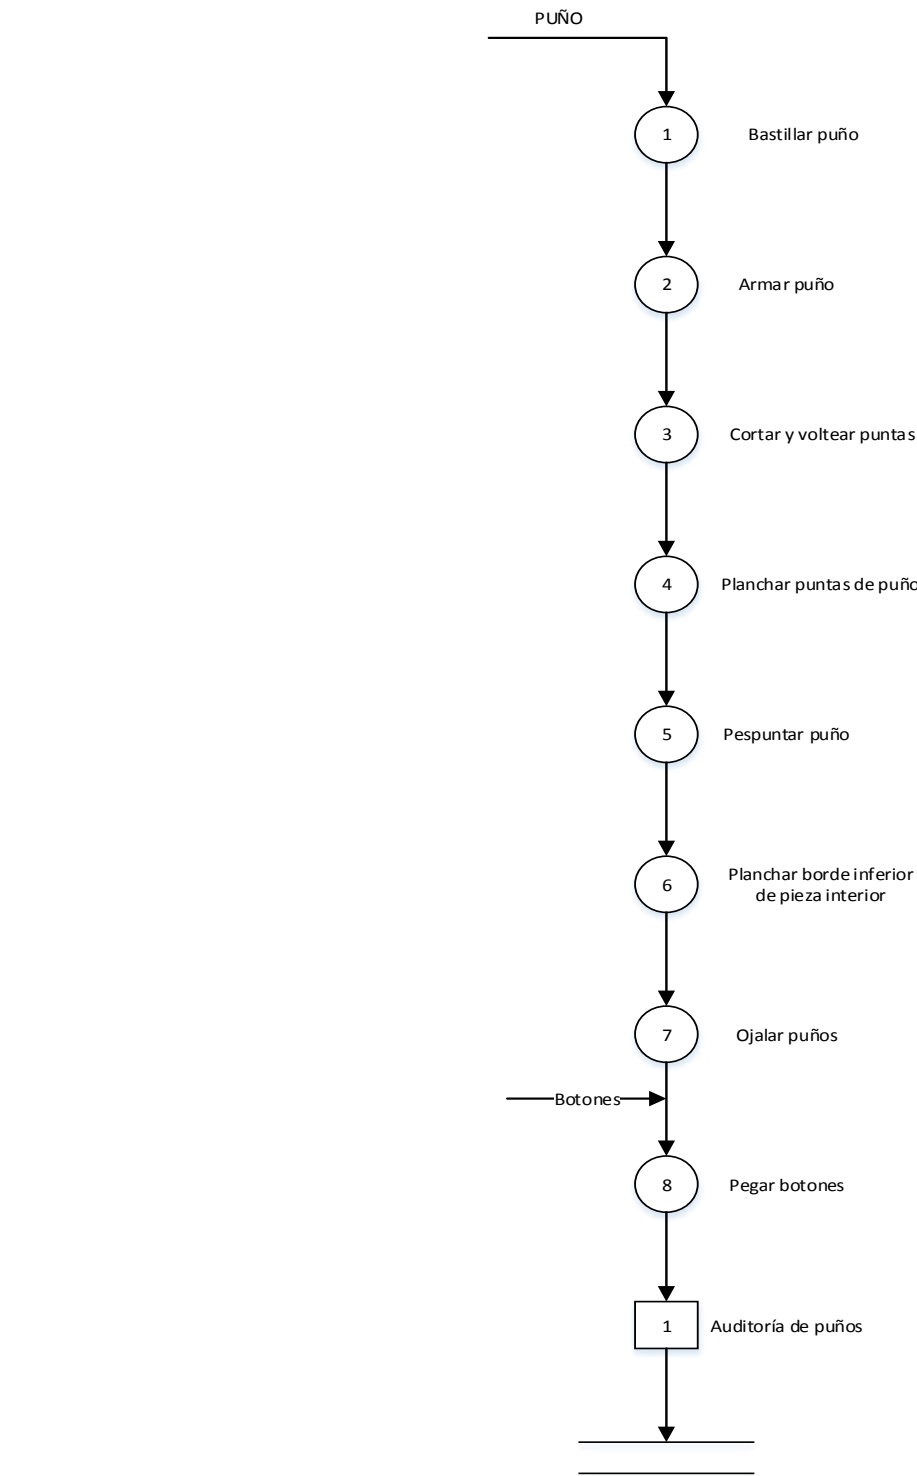 PUÑO
1 Bastillar puño
2 Armar puño
3 Cortar y voltear puntas
4 Planchar puntas de puño
5 Pespuntar puño
6 Planchar borde inferior
de pieza interior
7 Ojalar puños
Botones
8 Pegar botones
1 Auditoría de puños